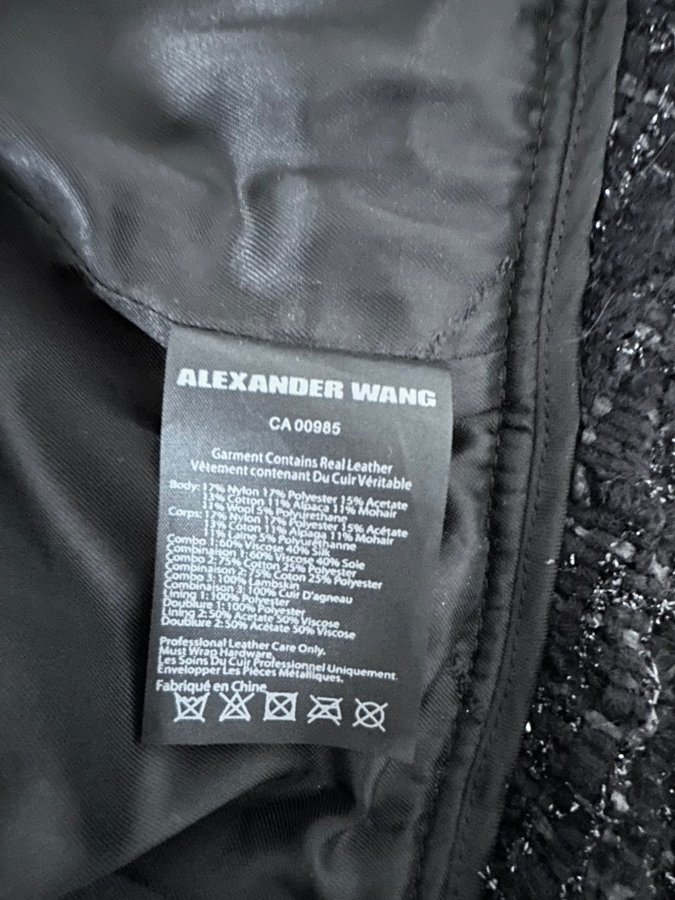 ALEXANDER WANG
CA 00985
Garment Contains Real Leather
Vêtement contenant Du Cuir Véritable
Body: 17% Nylon 17% Polyester 15% Acetate
13% Cotton 11% Alpaca 11% Mohair
11% Wool 5% Polyurethane
Corps: 17% Nylon 17% Polyester 15% Acétate
13% Coton 11% Alpaga 11% Mohair
11% Laine 5% Polyuréthanne
Combo 1: 60% Viscose 40% Silk
Combinaison 1: 60% Viscose 40% Soie
Combo 2: 75% Cotton 25% Polyester
Combinaison 2: 75% Coton 25% Polyester
Combo 3: 100% Lambskin
Combinaison 3: 100% Cuir D'agneau
Lining 1: 100% Polyester
Doublure 1: 100% Polyester
Lining 2: 50% Acetate 50% Viscose
Doublure 2: 50% Acétate 50% Viscose
Professional Leather Care Only.
Must Wrap Hardware.
Les Soins Du Cuir Professionnel Uniquement.
Envelopper Les Pièces Métalliques.
Fabriqué en Chine